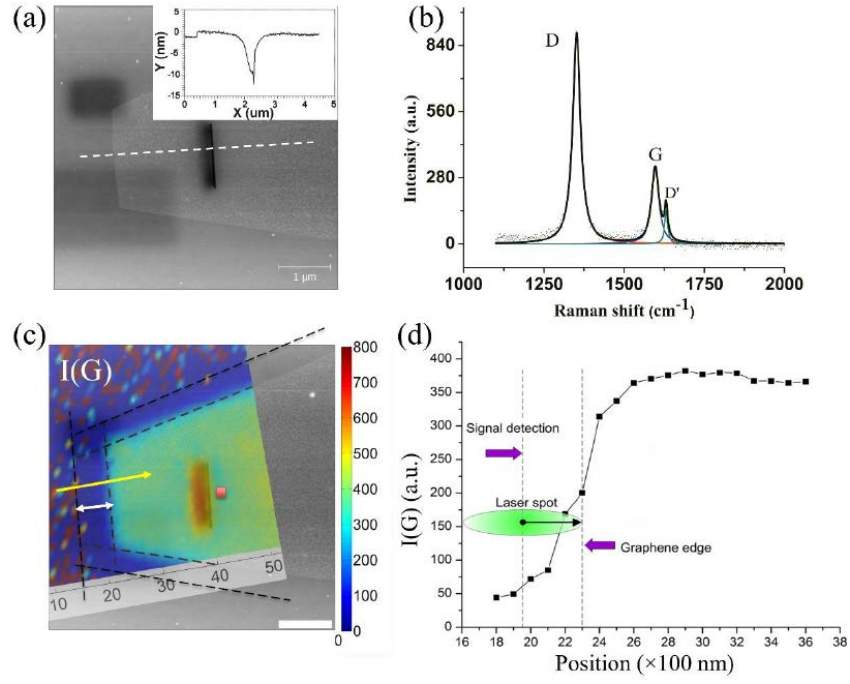 (a)
Y (nm)
5
0
-5
-10
-15
0 1 2 3 4 5
X (um)
1 µm
(b)
Intensity (a.u.)
840
560
280
0
D
G
D'
1000 1250 1500 1750 2000
Raman shift (cm-1)
(c)
I(G)
800
700
600
500
400
300
200
100
0
10 20 30 40 50
(d)
I(G) (a.u.)
400
350
300
250
200
150
100
50
0
Signal detection
Laser spot
Graphene edge
16 18 20 22 24 26 28 30 32 34 36 38
Position (×100 nm)